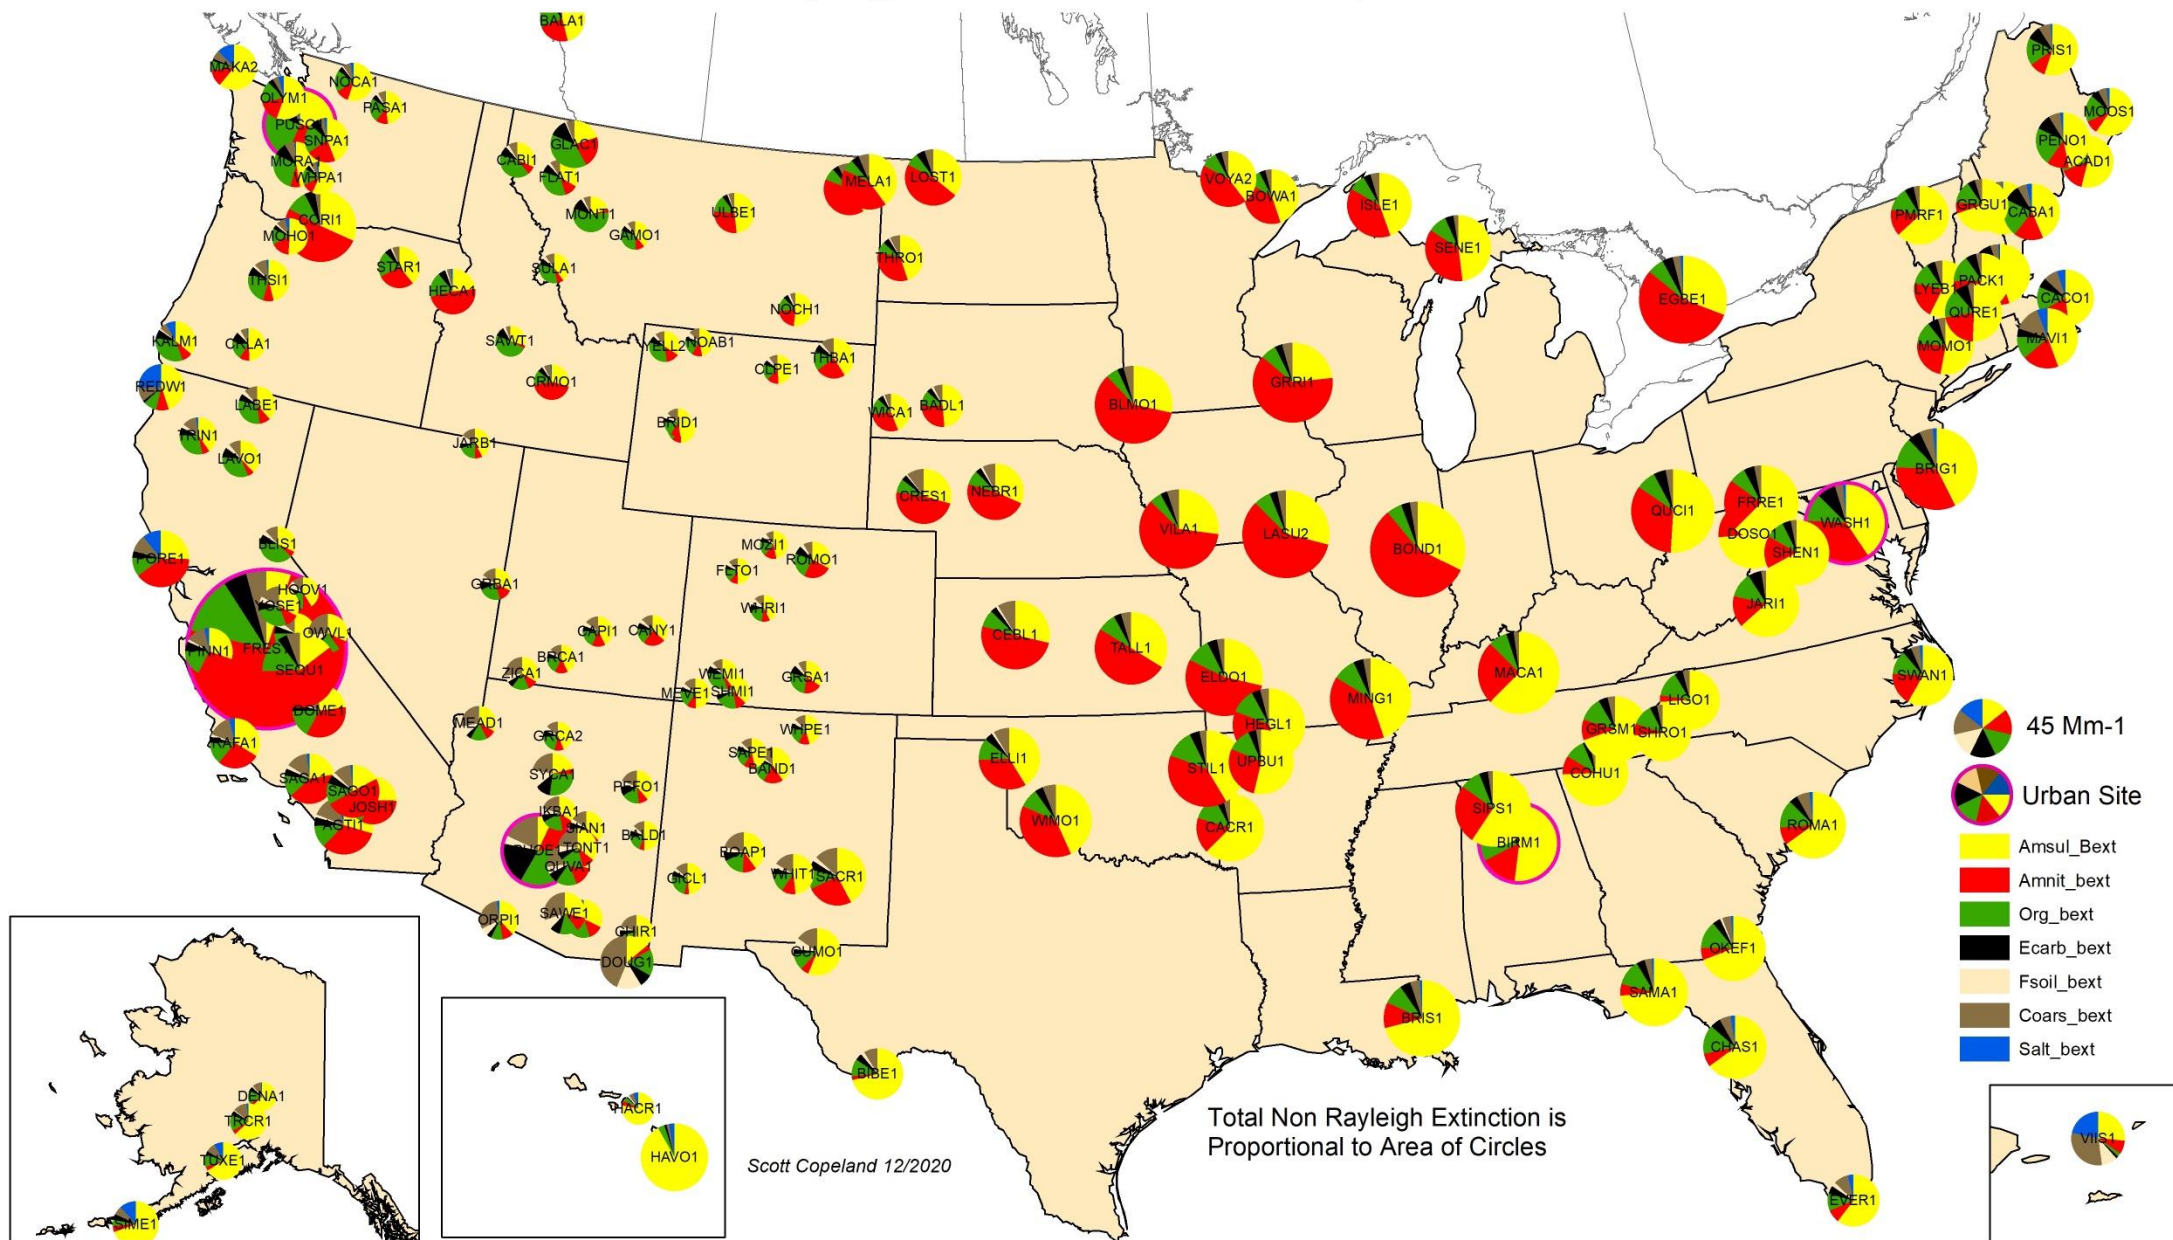 BALA1
MAKA2
NOCA1
PRIS1
OLYM1
PASA1
MOOS1
SNPA1
GLAC1
PENO1
MORA1
CABI1
ACAD1
WHPA1
FLAT1
MELA1
LOST1
VOYA2
BOWA1
ISLE1
GRGU1
CABA1
PMRF1
CORI1
MONT1
ULBE1
MOHO1
GAMO1
SENE1
THRO1
STAR1
SULA1
THSI1
HECA1
PACK1
LYEB1
CACO1
EGBE1
NOCH1
QURE1
KALM1
CRLA1
SAWT1
YELL2
NOAB1
MAVI1
MOMO1
THBA1
CLPE1
REDW1
CRMO1
GRRI1
LABE1
WICA1
BADL1
BLMO1
TRIN1
BRID1
JARB1
LAVO1
BRIG1
CRES1
NEBR1
FRRE1
QUCI1
VILA1
LASU2
WASH1
BLIS1
MOZI1
BOND1
DOSO1
SHEN1
PORE1
FLTO1
ROMO1
GRBA1
HOOV1
YOSE1
WHRI1
JARI1
OWVL1
CAPI1
CANY1
CEBL1
PINN1
TALL1
BRCA1
SEQU1
ZICA1
WEMI1
GRSA1
ELDO1
MACA1
SWAN1
MEVE1
SHMI1
MING1
LIGO1
DOME1
MEAD1
HEGL1
45 Mm-1
GRCA2
WHPE1
GRSM1
SHRO1
RAFA1
SAPE1
BAND1
ELLI1
UPBU1
STIL1
COHU1
SAGA1
SYCA1
SAGO1
PEFO1
Urban Site
JOSH1
IKBA1
SIPS1
AGTI1
SIAN1
BALD1
WIMO1
CACR1
ROMA1
TONT1
BIRM1
Amsul_Bext
BOAP1
GICL1
WHIT1
SACR1
Amnit_bext
SAWE1
Org_bext
ORPI1
CHIR1
OKEF1
Ecarb_bext
GUMO1
DOUG1
Fsoil_bext
SAMA1
BRIS1
Coars_bext
CHAS1
Salt_bext
BIBE1
DENA1
HACR1
TRCR1
Total Non Rayleigh Extinction is
Proportional to Area of Circles
VIIS1
TUXE1
HAVO1
Scott Copeland 12/2020
EVER1
SIME1